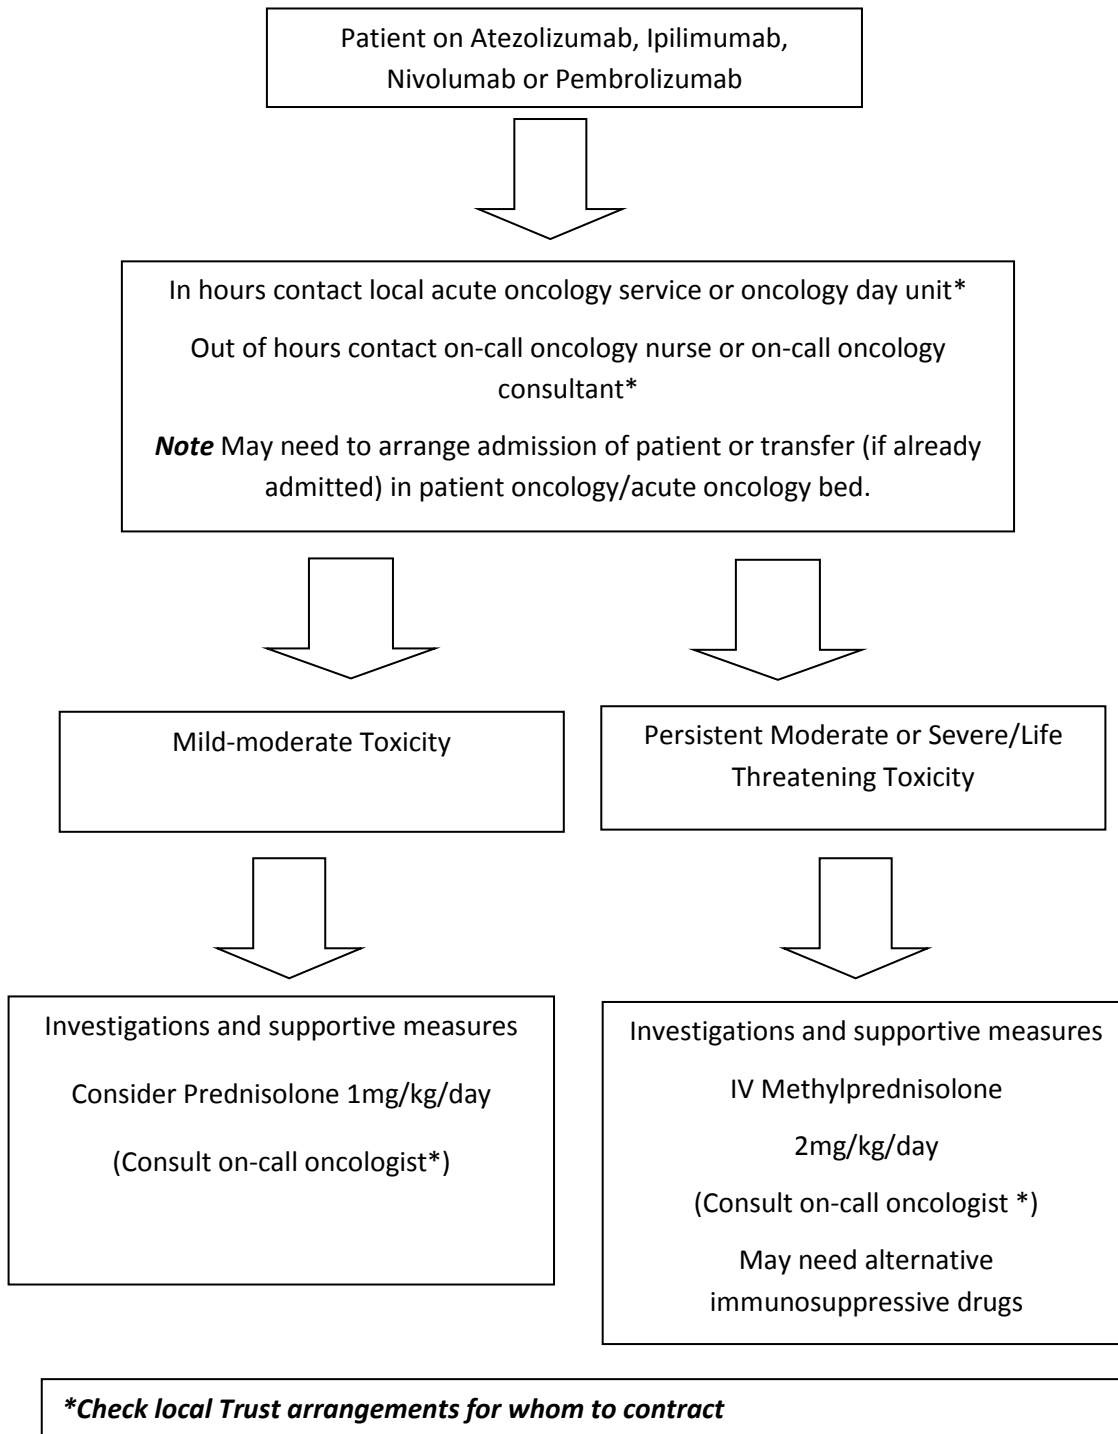 Patient on Atezolizumab, Ipilimumab,
Nivolumab or Pembrolizumab
In hours contact local acute oncology service or oncology day unit*
Out of hours contact on-call oncology nurse or on-call oncology
consultant*
Note May need to arrange admission of patient or transfer (if already
admitted) in patient oncology/acute oncology bed.
Mild-moderate Toxicity
Persistent Moderate or Severe/Life
Threatening Toxicity
Investigations and supportive measures
Consider Prednisolone 1mg/kg/day
(Consult on-call oncologist*)
Investigations and supportive measures
IV Methylprednisolone
2mg/kg/day
(Consult on-call oncologist *)
May need alternative
immunosuppressive drugs
*Check local Trust arrangements for whom to contract